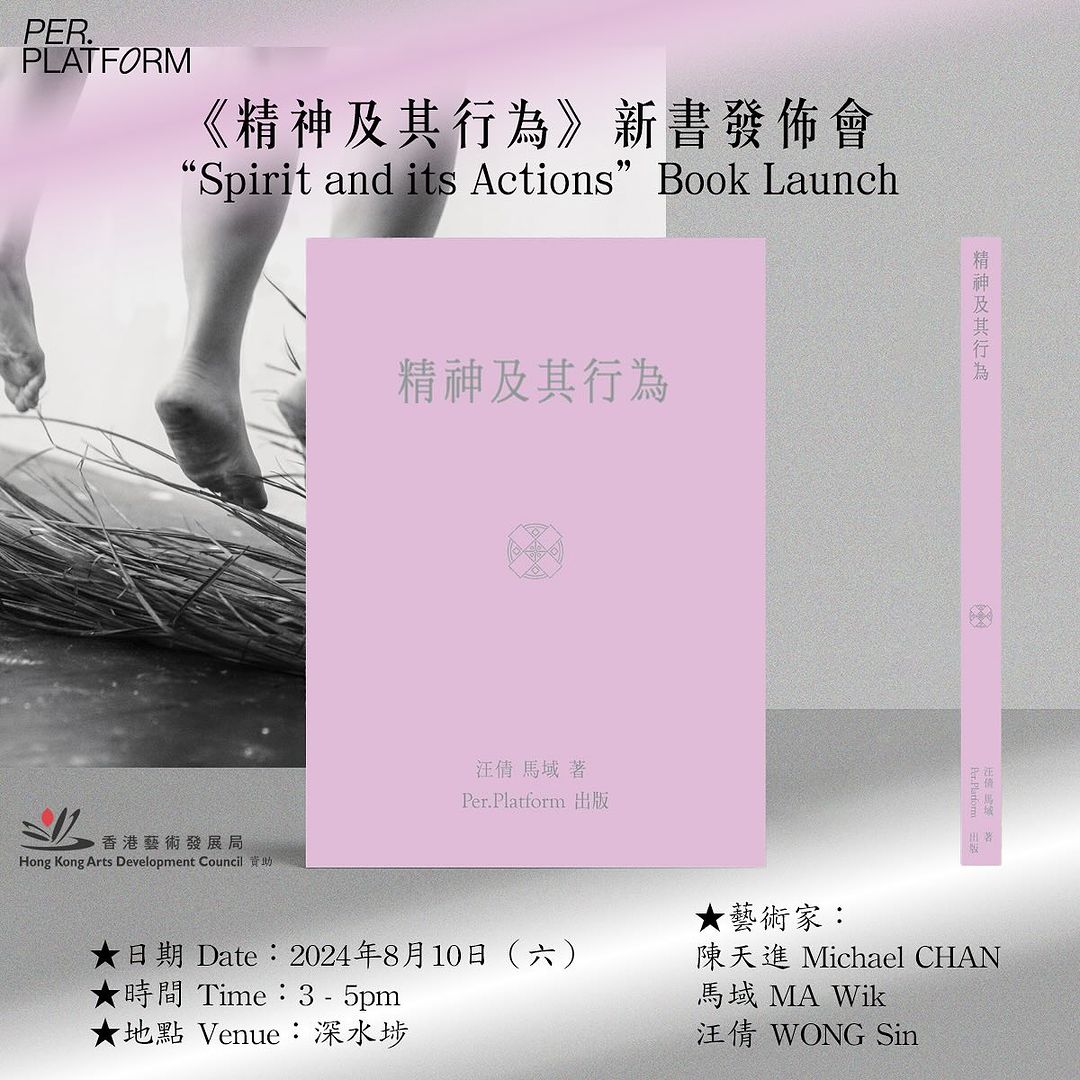 PER.
PLATFORM
《精神及其行為》新書發佈會
“Spirit and its Actions” Book Launch
精神及其行為
汪倩 馬域 著
Per.Platform 出版
精神及其行為
汪倩 馬域 著
Per.Platform 出版
香港藝術發展局
Hong Kong Arts Development Council 資助
★日期 Date：2024年8月10日（六）
★時間 Time：3 - 5pm
★地點 Venue：深水埗
★藝術家：
陳天進 Michael CHAN
馬域 MA Wik
汪倩 WONG Sin